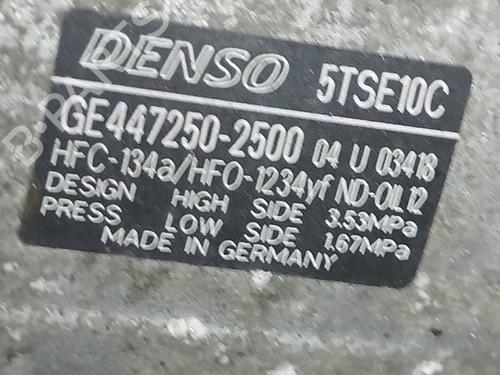 DENSO 5TSE10C
GE447250-2500 04 U 03418
HFC-134a/HFO-1234yf ND-OIL12
DESIGN HIGH SIDE 3.53MPa
PRESS LOW SIDE 1.67MPa
MADE IN GERMANY
B-PARTS